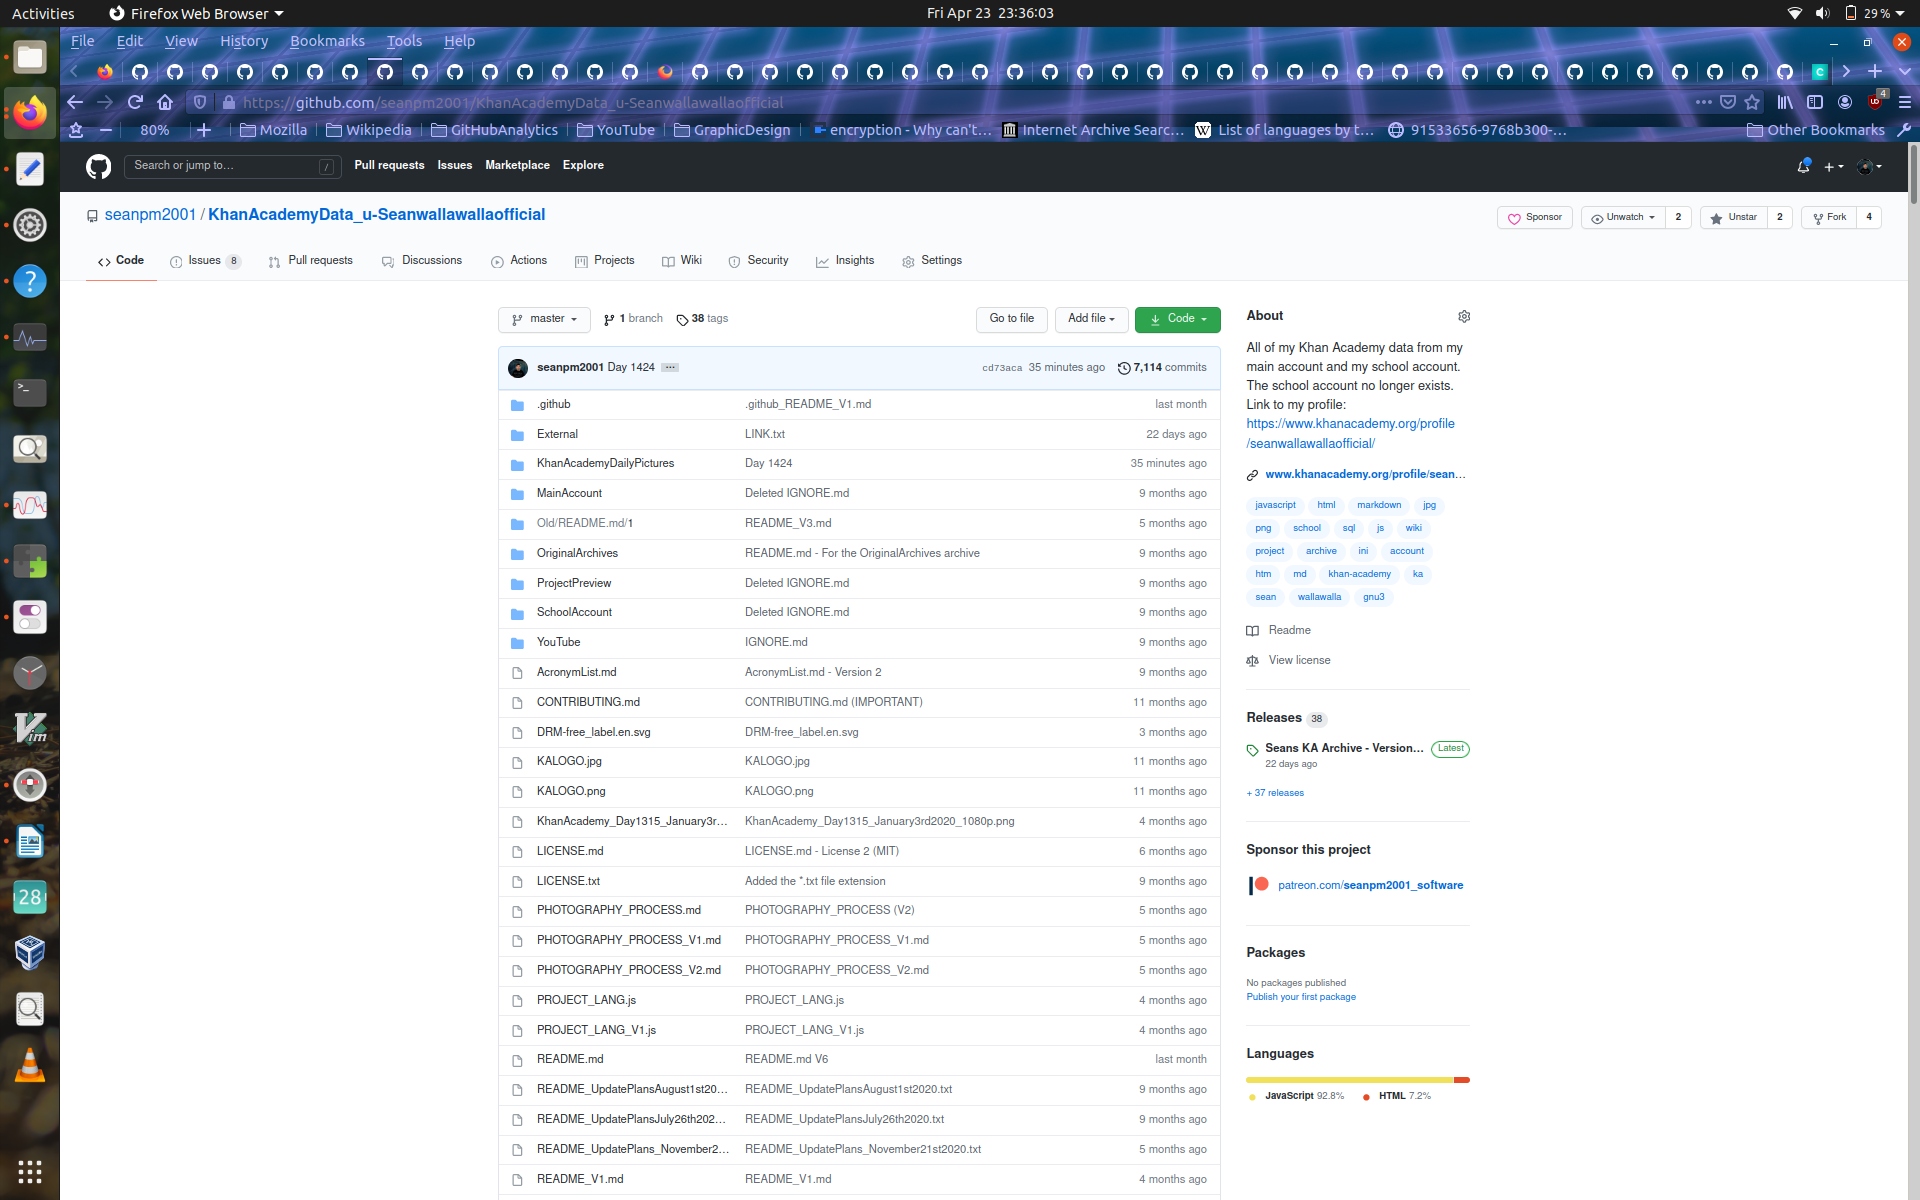 Activities Firefox Web Browser Fri Apr 23 23:36:03 29 %
File Edit View History Bookmarks Tools Help
https://github.com/seanpm2001/KhanAcademyData_u-Seanwallawallaofficial 4
80% Mozilla Wikipedia GitHubAnalytics YouTube GraphicDesign encryption - Why can't… Internet Archive Searc… List of languages by t… 91533656-9768b300-… Other Bookmarks
Search or jump to… / Pull requests Issues Marketplace Explore
seanpm2001 / KhanAcademyData_u-Seanwallawallaofficial Sponsor Unwatch 2 Unstar 2 Fork 4
Code Issues 8 Pull requests Discussions Actions Projects Wiki Security Insights Settings
master 1 branch 38 tags Go to file Add file Code
seanpm2001 Day 1424 ... cd73aca 35 minutes ago 7,114 commits
.github .github_README_V1.md last month
External LINK.txt 22 days ago
KhanAcademyDailyPictures Day 1424 35 minutes ago
MainAccount Deleted IGNORE.md 9 months ago
Old/README.md/1 README_V3.md 5 months ago
OriginalArchives README.md - For the OriginalArchives archive 9 months ago
ProjectPreview Deleted IGNORE.md 9 months ago
SchoolAccount Deleted IGNORE.md 9 months ago
YouTube IGNORE.md 9 months ago
AcronymList.md AcronymList.md - Version 2 9 months ago
CONTRIBUTING.md CONTRIBUTING.md (IMPORTANT) 11 months ago
DRM-free_label.en.svg DRM-free_label.en.svg 3 months ago
KALOGO.jpg KALOGO.jpg 11 months ago
KALOGO.png KALOGO.png 11 months ago
KhanAcademy_Day1315_January3r… KhanAcademy_Day1315_January3rd2020_1080p.png 4 months ago
LICENSE.md LICENSE.md - License 2 (MIT) 6 months ago
LICENSE.txt Added the *.txt file extension 9 months ago
PHOTOGRAPHY_PROCESS.md PHOTOGRAPHY_PROCESS (V2) 5 months ago
PHOTOGRAPHY_PROCESS_V1.md PHOTOGRAPHY_PROCESS_V1.md 5 months ago
PHOTOGRAPHY_PROCESS_V2.md PHOTOGRAPHY_PROCESS_V2.md 5 months ago
PROJECT_LANG.js PROJECT_LANG.js 4 months ago
PROJECT_LANG_V1.js PROJECT_LANG_V1.js 4 months ago
README.md README.md V6 last month
README_UpdatePlansAugust1st20… README_UpdatePlansAugust1st2020.txt 9 months ago
README_UpdatePlansJuly26th202… README_UpdatePlansJuly26th2020.txt 9 months ago
README_UpdatePlans_November2… README_UpdatePlans_November21st2020.txt 5 months ago
README_V1.md README_V1.md 4 months ago
About
All of my Khan Academy data from my
main account and my school account.
The school account no longer exists.
Link to my profile:
https://www.khanacademy.org/profile
/seanwallawallaofficial/
www.khanacademy.org/profile/sean…
javascript html markdown jpg
png school sql js wiki
project archive ini account
htm md khan-academy ka
sean wallawalla gnu3
Readme
View license
Releases 38
Seans KA Archive - Version… Latest
22 days ago
+ 37 releases
Sponsor this project
patreon.com/seanpm2001_software
Packages
No packages published
Publish your first package
Languages
JavaScript 92.8% HTML 7.2%
28